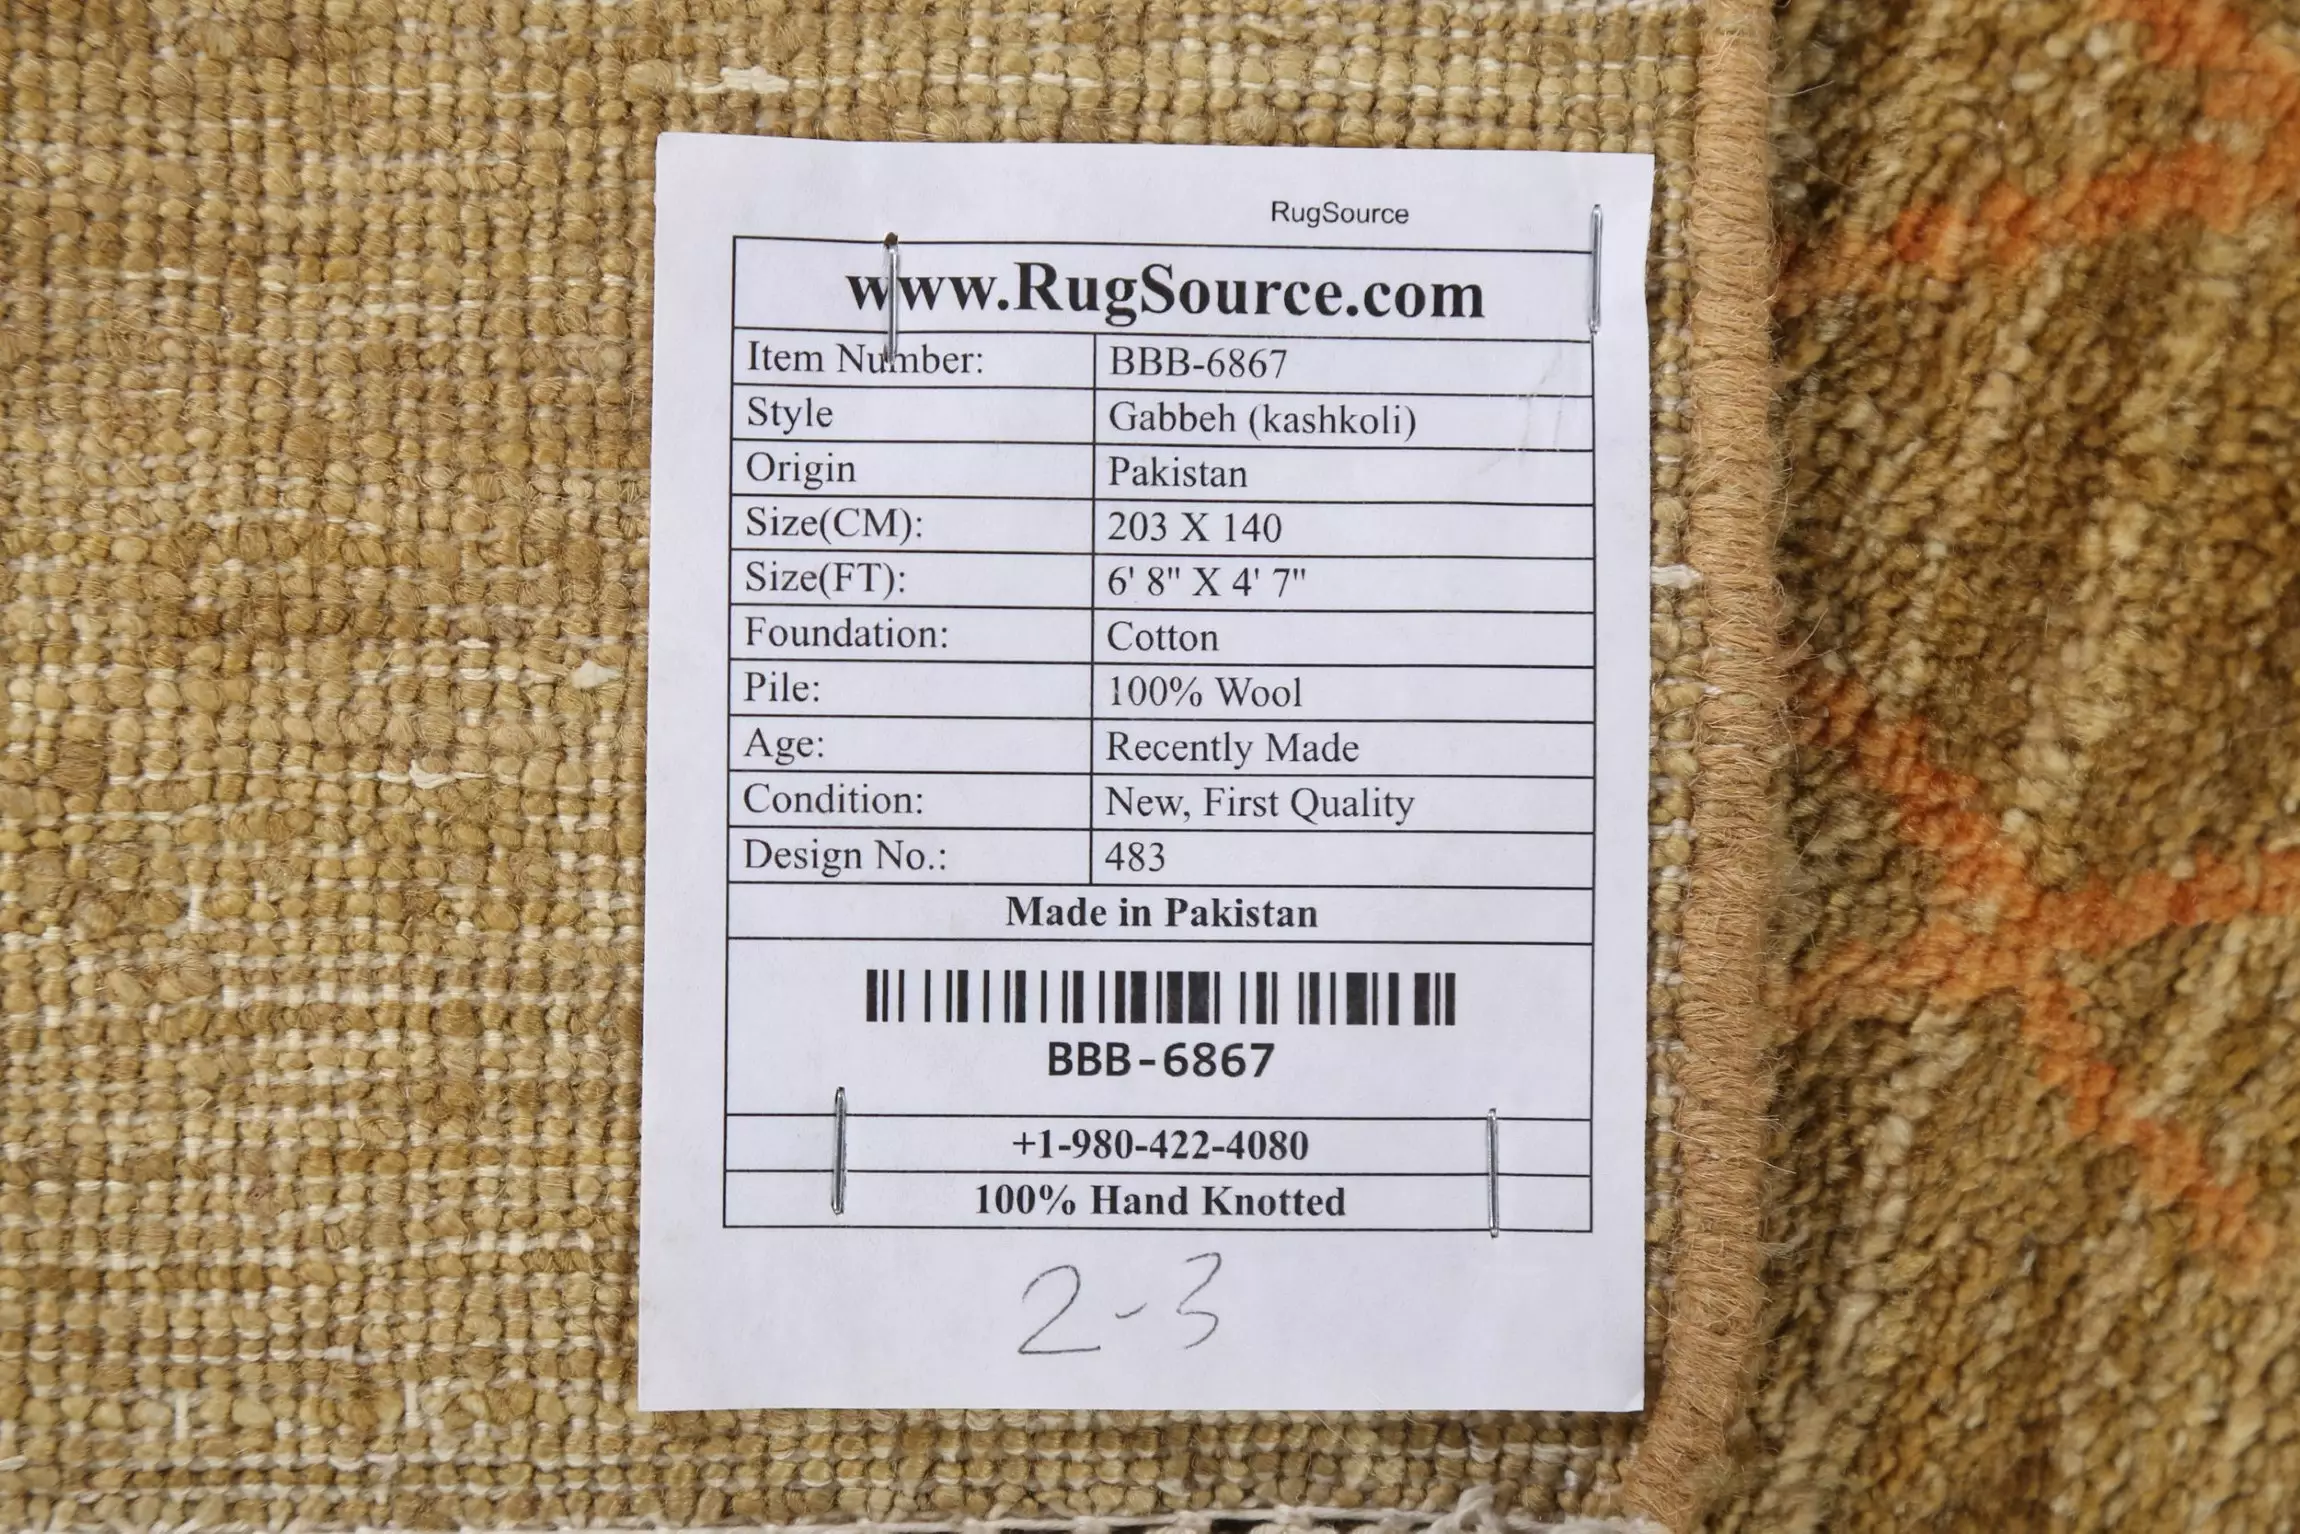 RugSource
www.RugSource.com
Item Number: BBB-6867
Style Gabbeh (kashkoli)
Origin Pakistan
Size(CM): 203 X 140
Size(FT): 6' 8" X 4' 7"
Foundation: Cotton
Pile: 100% Wool
Age: Recently Made
Condition: New, First Quality
Design No.: 483
Made in Pakistan
BBB-6867
+1-980-422-4080
100% Hand Knotted
2-3